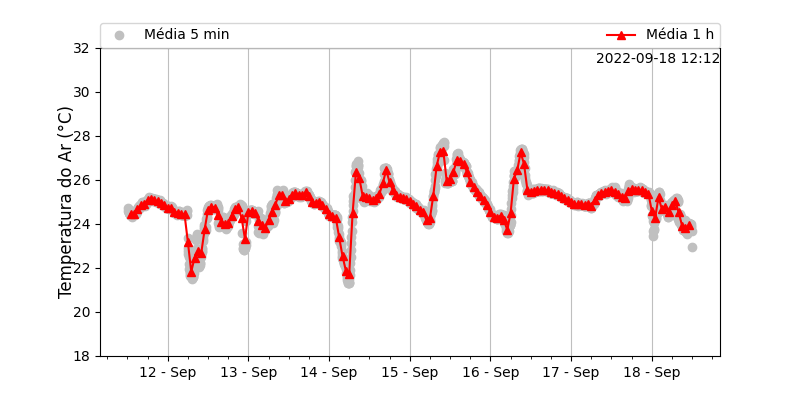 Média 5 min
Média 1 h
2022-09-18 12:12
Temperatura do Ar (°C)
32
30
28
26
24
22
20
18
12 - Sep
13 - Sep
14 - Sep
15 - Sep
16 - Sep
17 - Sep
18 - Sep